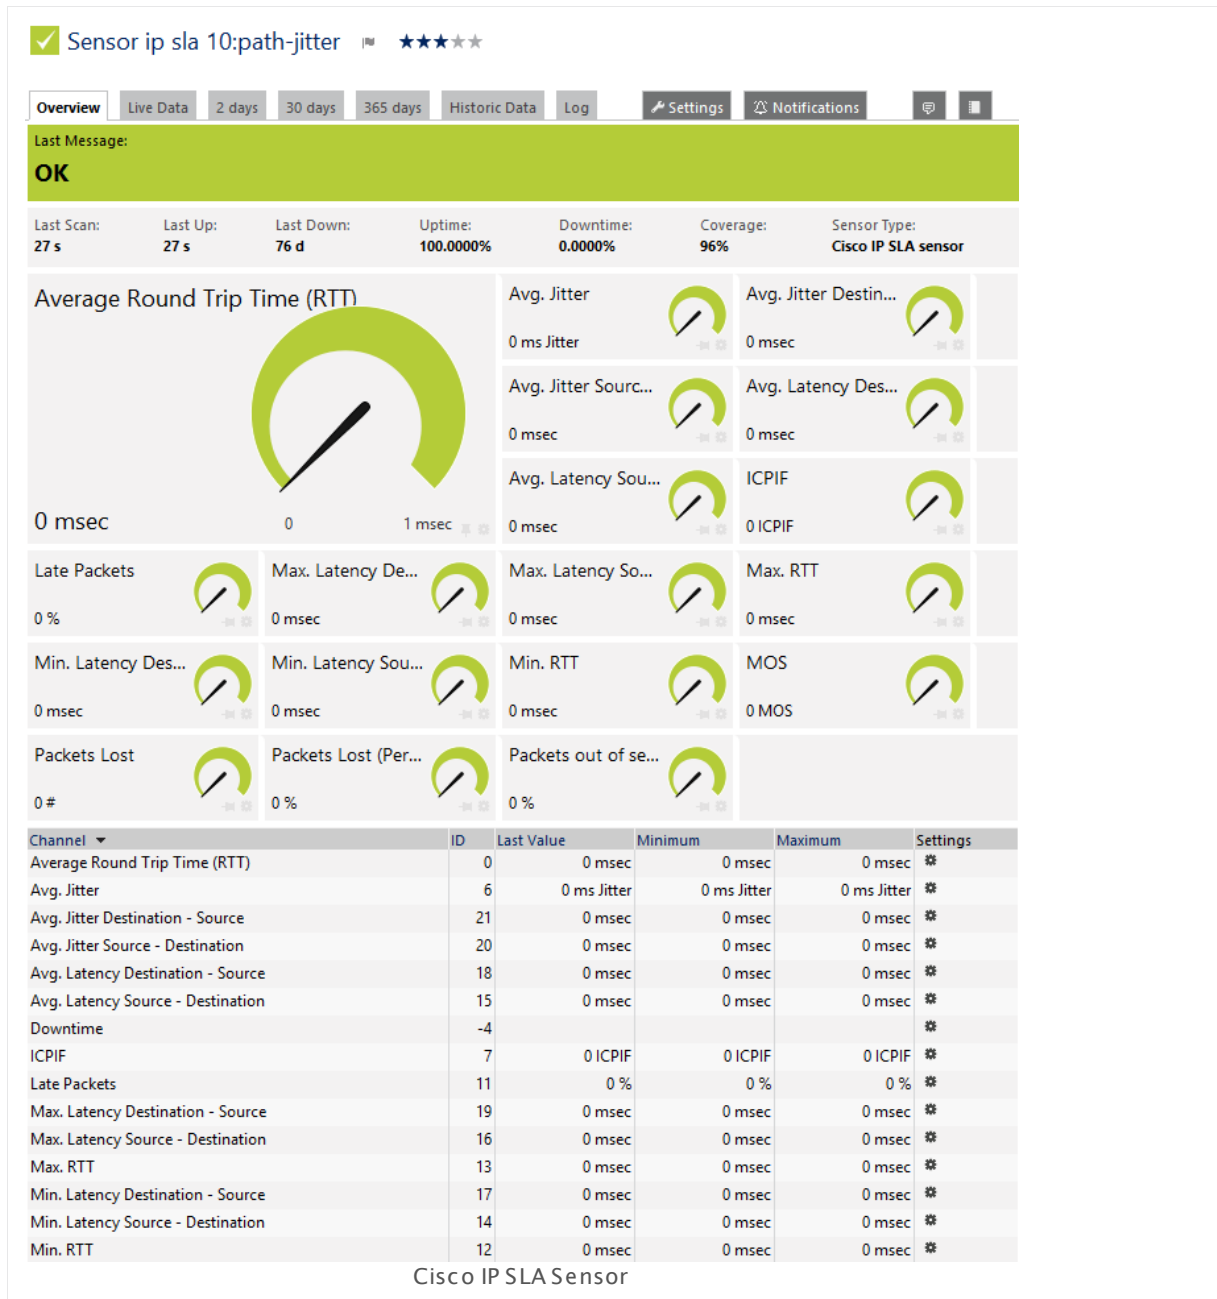 Sensor ip sla 10:path-jitter
Overview Live Data 2 days 30 days 365 days Historic Data Log Settings Notifications
Last Message:
OK
Last Scan: Last Up: Last Down: Uptime: Downtime: Coverage: Sensor Type:
27 s 27 s 76 d 100.0000% 0.0000% 96% Cisco IP SLA sensor
Average Round Trip Time (RTT)
0 msec 0 1 msec
Avg. Jitter
0 ms Jitter
Avg. Jitter Destin...
0 msec
Avg. Jitter Sourc...
0 msec
Avg. Latency Des...
0 msec
Avg. Latency Sou...
0 msec
ICPIF
0 ICPIF
Late Packets
0 %
Max. Latency De...
0 msec
Max. Latency So...
0 msec
Max. RTT
0 msec
Min. Latency Des...
0 msec
Min. Latency Sou...
0 msec
Min. RTT
0 msec
MOS
0 MOS
Packets Lost
0 #
Packets Lost (Per...
0 %
Packets out of se...
0 %
Channel ID Last Value Minimum Maximum Settings
Average Round Trip Time (RTT) 0 0 msec 0 msec 0 msec
Avg. Jitter 6 0 ms Jitter 0 ms Jitter 0 ms Jitter
Avg. Jitter Destination - Source 21 0 msec 0 msec 0 msec
Avg. Jitter Source - Destination 20 0 msec 0 msec 0 msec
Avg. Latency Destination - Source 18 0 msec 0 msec 0 msec
Avg. Latency Source - Destination 15 0 msec 0 msec 0 msec
Downtime -4
ICPIF 7 0 ICPIF 0 ICPIF 0 ICPIF
Late Packets 11 0 % 0 % 0 %
Max. Latency Destination - Source 19 0 msec 0 msec 0 msec
Max. Latency Source - Destination 16 0 msec 0 msec 0 msec
Max. RTT 13 0 msec 0 msec 0 msec
Min. Latency Destination - Source 17 0 msec 0 msec 0 msec
Min. Latency Source - Destination 14 0 msec 0 msec 0 msec
Min. RTT 12 0 msec 0 msec 0 msec
Cisco IP SLA Sensor